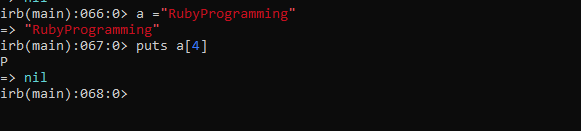 => nil
irb(main):066:0> a ="RubyProgramming"
=> "RubyProgramming"
irb(main):067:0> puts a[4]
P
=> nil
irb(main):068:0>